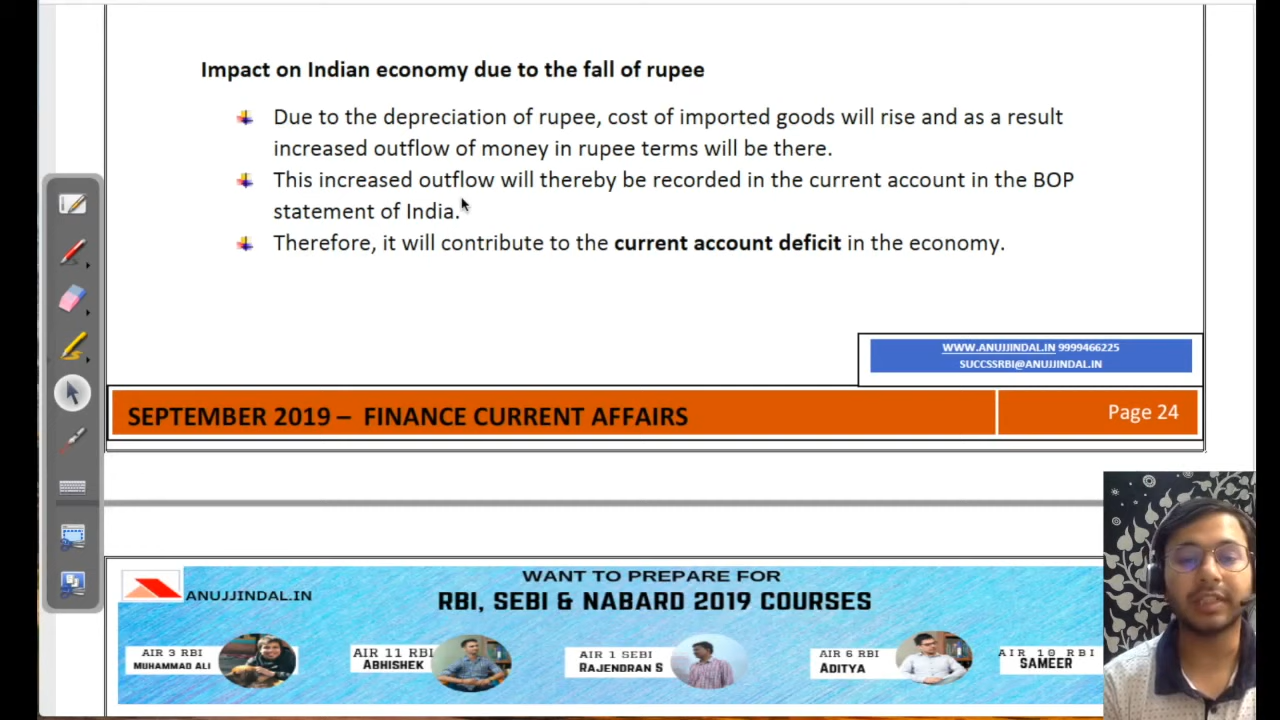 Impact on Indian economy due to the fall of rupee
Due to the depreciation of rupee, cost of imported goods will rise and as a result
increased outflow of money in rupee terms will be there.
This increased outflow will thereby be recorded in the current account in the BOP
statement of India.
Therefore, it will contribute to the current account deficit in the economy.
WWW.ANUJJINDAL.IN 9999466225
SUCCSSRBI@ANUJJINDAL.IN
SEPTEMBER 2019 – FINANCE CURRENT AFFAIRS
Page 24
WANT TO PREPARE FOR
ANUJJINDAL.IN
RBI, SEBI & NABARD 2019 COURSES
AIR 3 RBI
MUHAMMAD ALI
AIR 11 RBI
ABHISHEK
AIR 1 SEBI
RAJENDRAN S
AIR 6 RBI
ADITYA
AIR 10 RBI
SAMEER